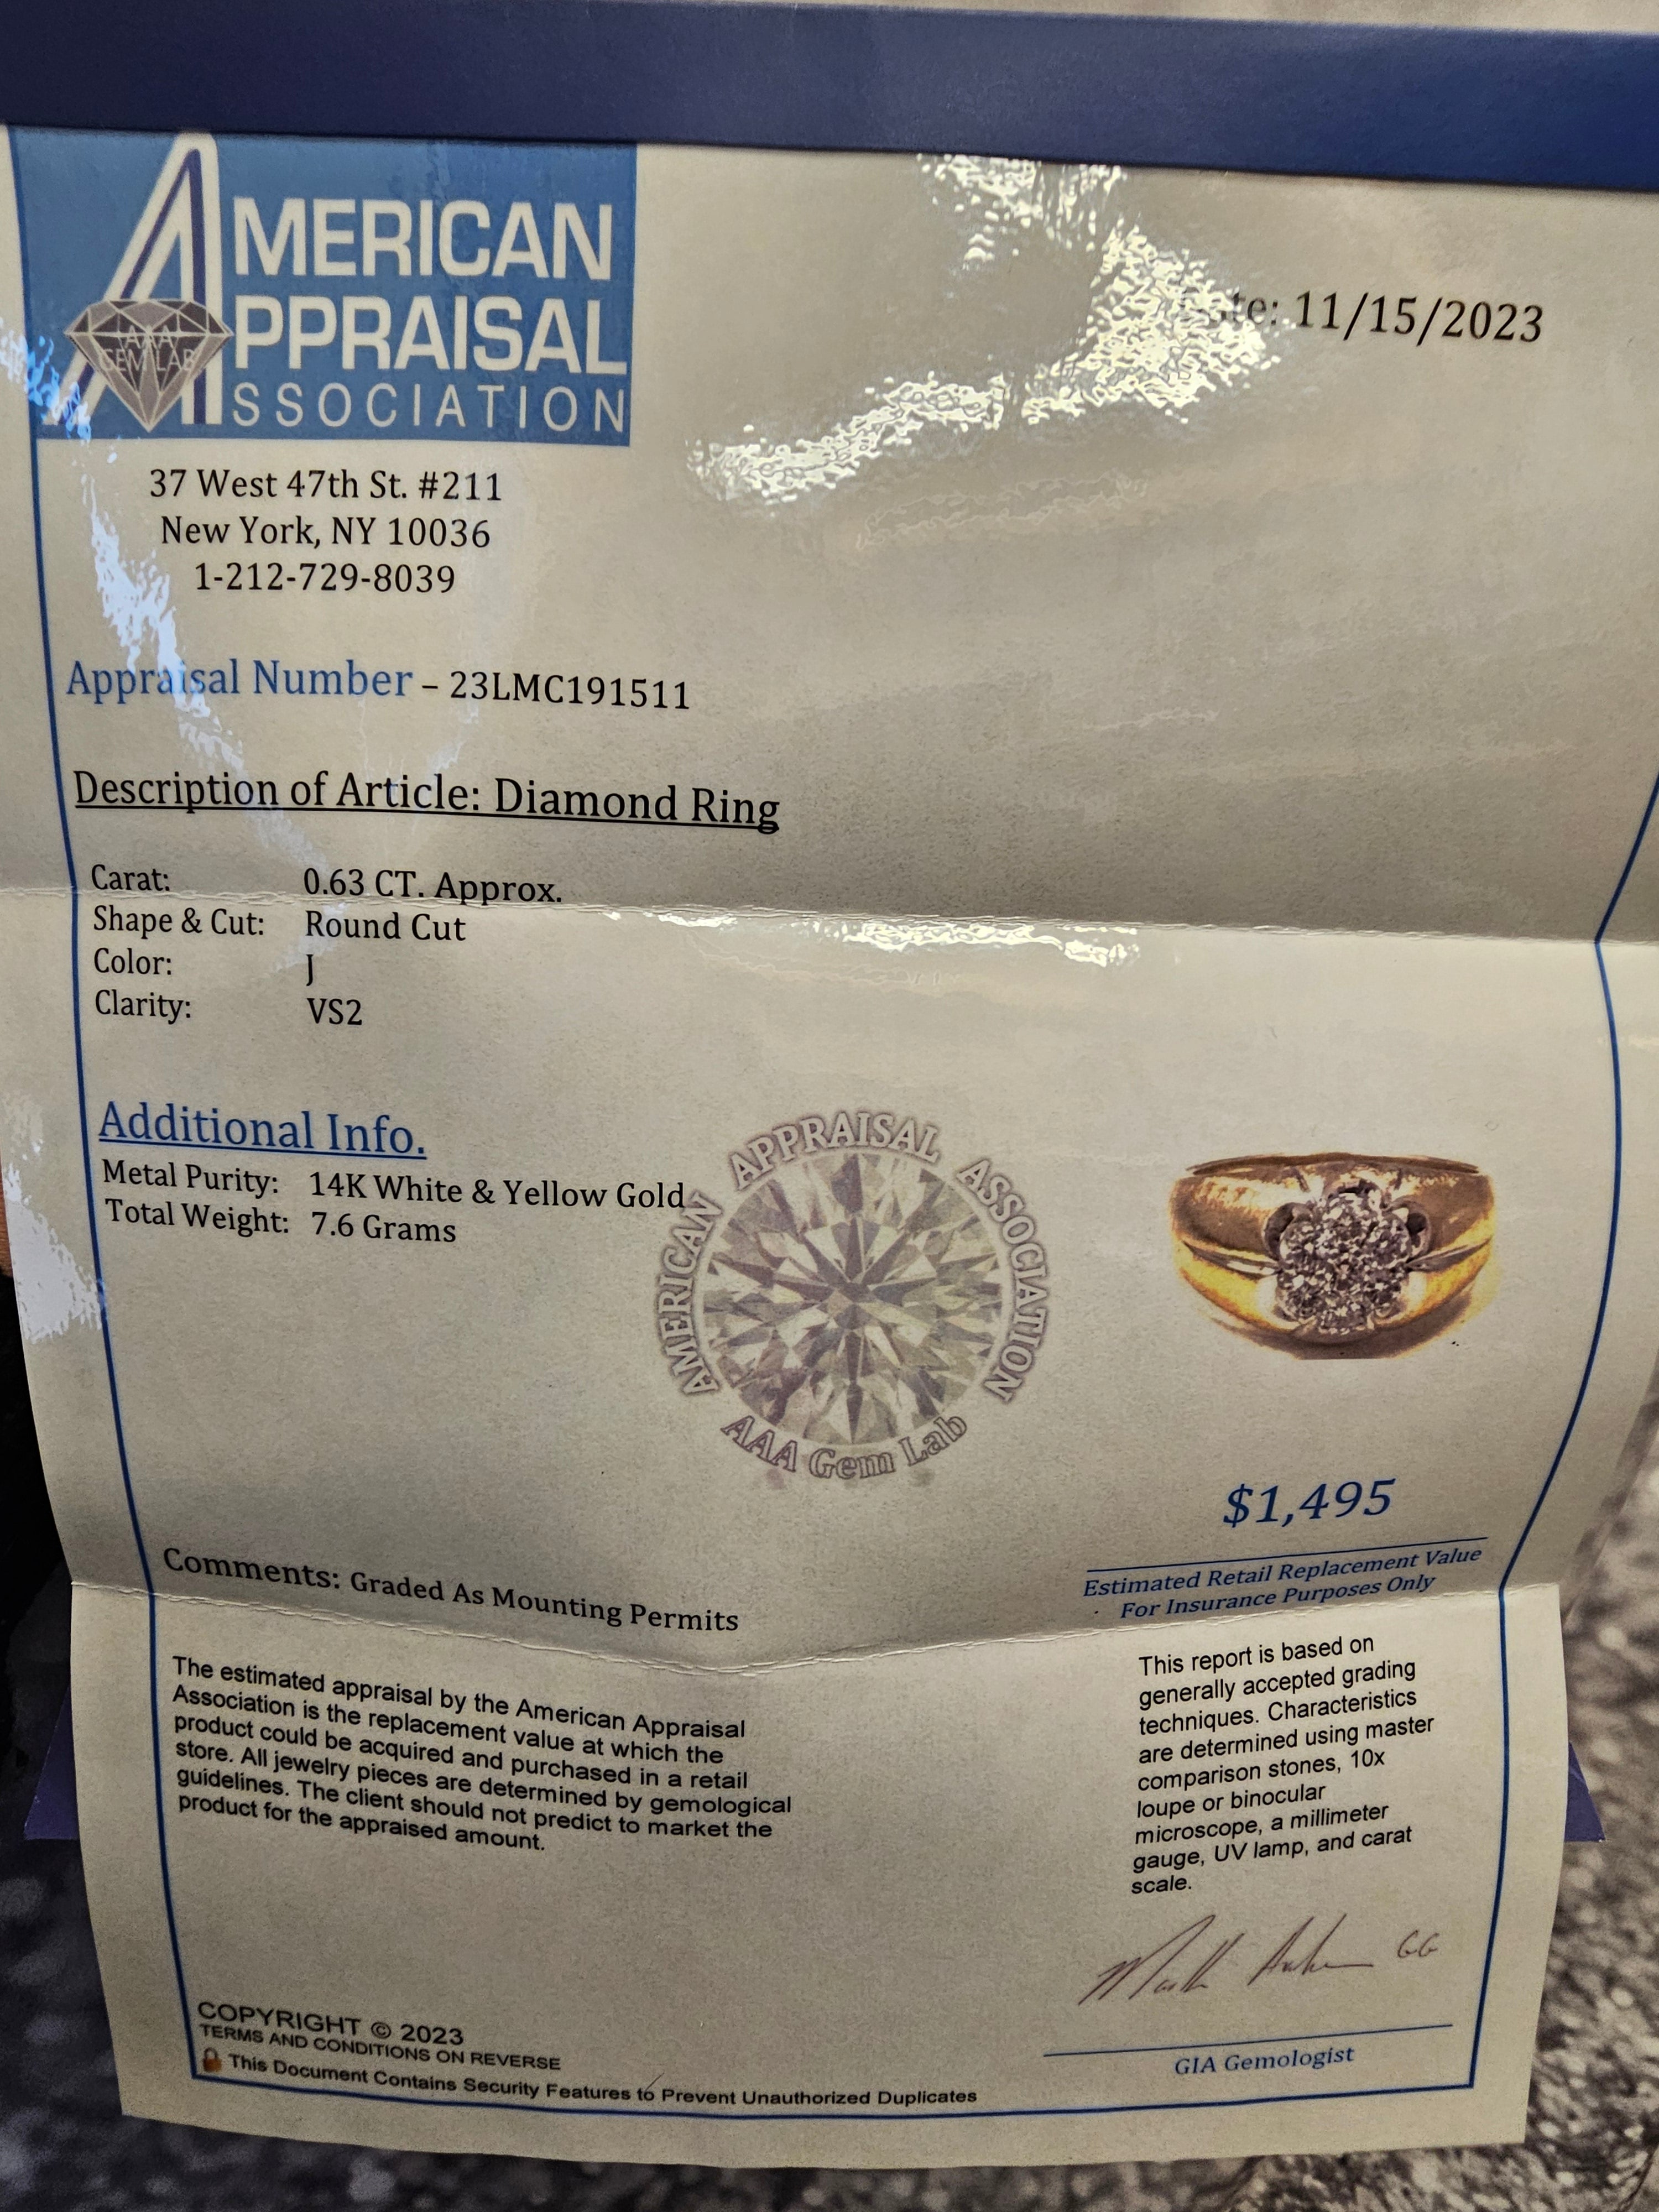 AMERICAN
APPRAISAL
ASSOCIATION
AAA
GEM LAB
Date: 11/15/2023
37 West 47th St. #211
New York, NY 10036
1-212-729-8039
Appraisal Number – 23LMC191511
Description of Article: Diamond Ring
Carat: 0.63 CT. Approx.
Shape & Cut: Round Cut
Color: J
Clarity: VS2
Additional Info.
Metal Purity: 14K White & Yellow Gold
Total Weight: 7.6 Grams
AMERICAN APPRAISAL ASSOCIATION
AAA Gem Lab
$1,495
Estimated Retail Replacement Value
For Insurance Purposes Only
Comments: Graded As Mounting Permits
The estimated appraisal by the American Appraisal
Association is the replacement value at which the
product could be acquired and purchased in a retail
store. All jewelry pieces are determined by gemological
guidelines. The client should not predict to market the
product for the appraised amount.
This report is based on
generally accepted grading
techniques. Characteristics
are determined using master
comparison stones, 10x
loupe or binocular
microscope, a millimeter
gauge, UV lamp, and carat
scale.
GG
GIA Gemologist
COPYRIGHT © 2023
TERMS AND CONDITIONS ON REVERSE
This Document Contains Security Features to Prevent Unauthorized Duplicates